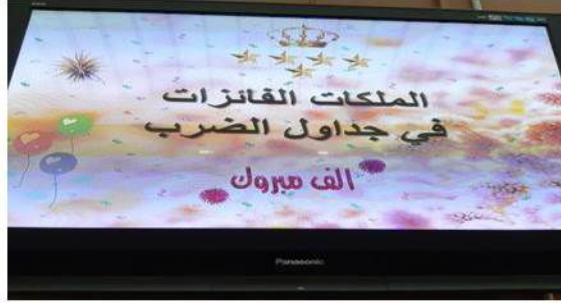 الملكات الفائزات
في جداول الضرب
الف مبروك
Panasonic